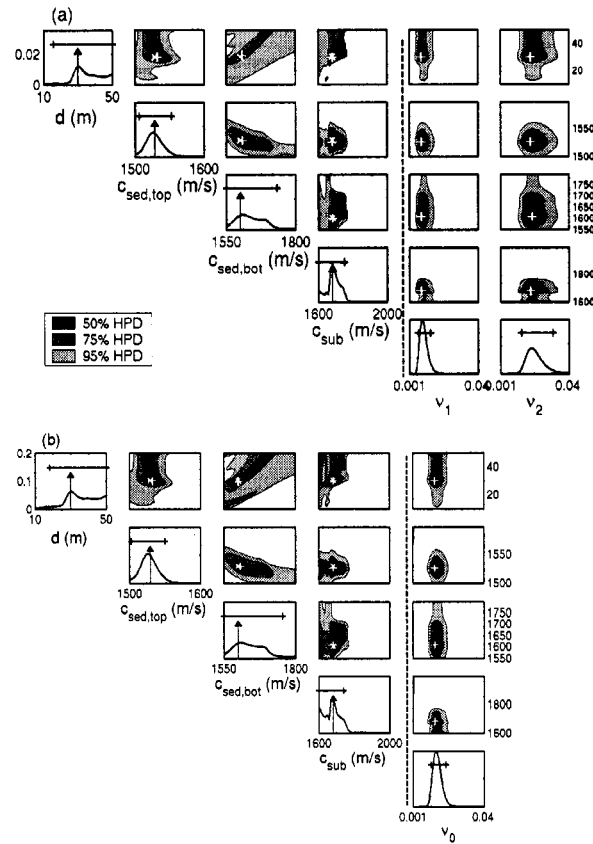 (a)
0.02
0
10 50
d (m)
40
20
1500 1600
c_sed,top (m/s)
1550
1500
1550 1800
c_sed,bot (m/s)
1750
1700
1650
1600
1550
1600 2000
c_sub (m/s)
1800
1600
50% HPD
75% HPD
95% HPD
0.001 0.04
ν_1
0.001 0.04
ν_2
(b)
0.2
0.1
0
10 50
d (m)
40
20
1500 1600
c_sed,top (m/s)
1550
1500
1550 1800
c_sed,bot (m/s)
1750
1700
1650
1600
1550
1600 2000
c_sub (m/s)
1800
1500
0.001 0.04
ν_0